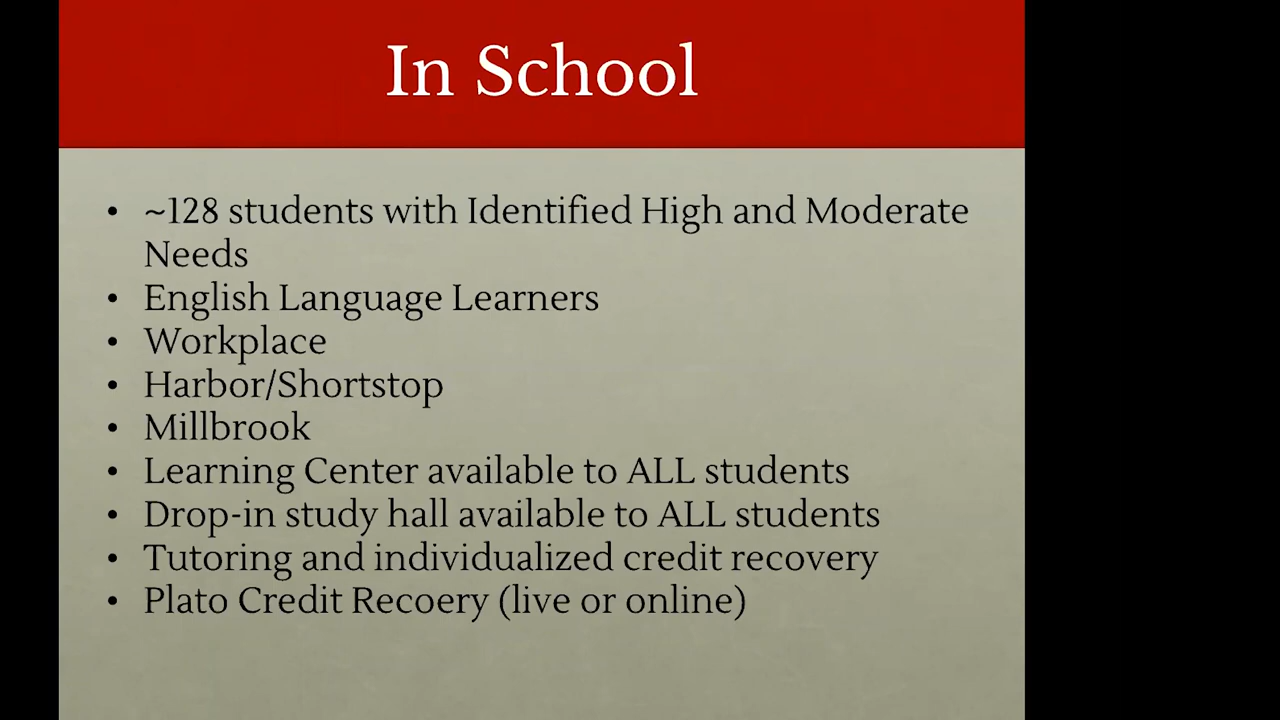 In School
• ~128 students with Identified High and Moderate
Needs
• English Language Learners
• Workplace
• Harbor/Shortstop
• Millbrook
• Learning Center available to ALL students
• Drop-in study hall available to ALL students
• Tutoring and individualized credit recovery
• Plato Credit Recoery (live or online)